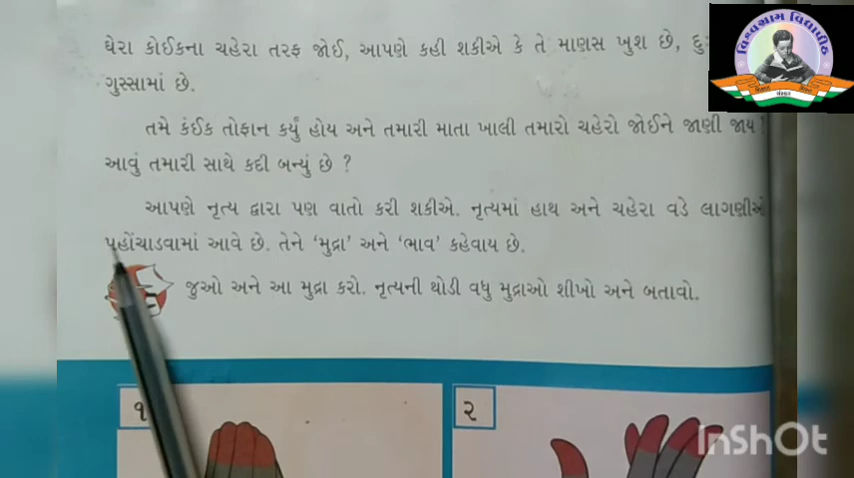 ઘેરા કોઈકના ચહેરા તરફ જોઈ, આપણે કહી શકીએ કે તે માણસ ખુશ છે,
ગુસ્સામાં છે.
તમે કંઈક તોફાન કર્યું હોય અને તમારી માતા ખાલી તમારો ચહેરો જોઈને જાણી જાય !
આવું તમારી સાથે કદી બન્યું છે ?
આપણે નૃત્ય દ્વારા પણ વાતો કરી શકીએ. નૃત્યમાં હાથ અને ચહેરા વડે લાગણીઓ
પહોંચાડવામાં આવે છે. તેને ‘મુદ્રા’ અને ‘ભાવ’ કહેવાય છે.
જુઓ અને આ મુદ્રા કરો. નૃત્યની થોડી વધુ મુદ્રાઓ શીખો અને બતાવો.
૧
૨
વિશ્વગ્રામ વિદ્યાપીઠ
InShOt